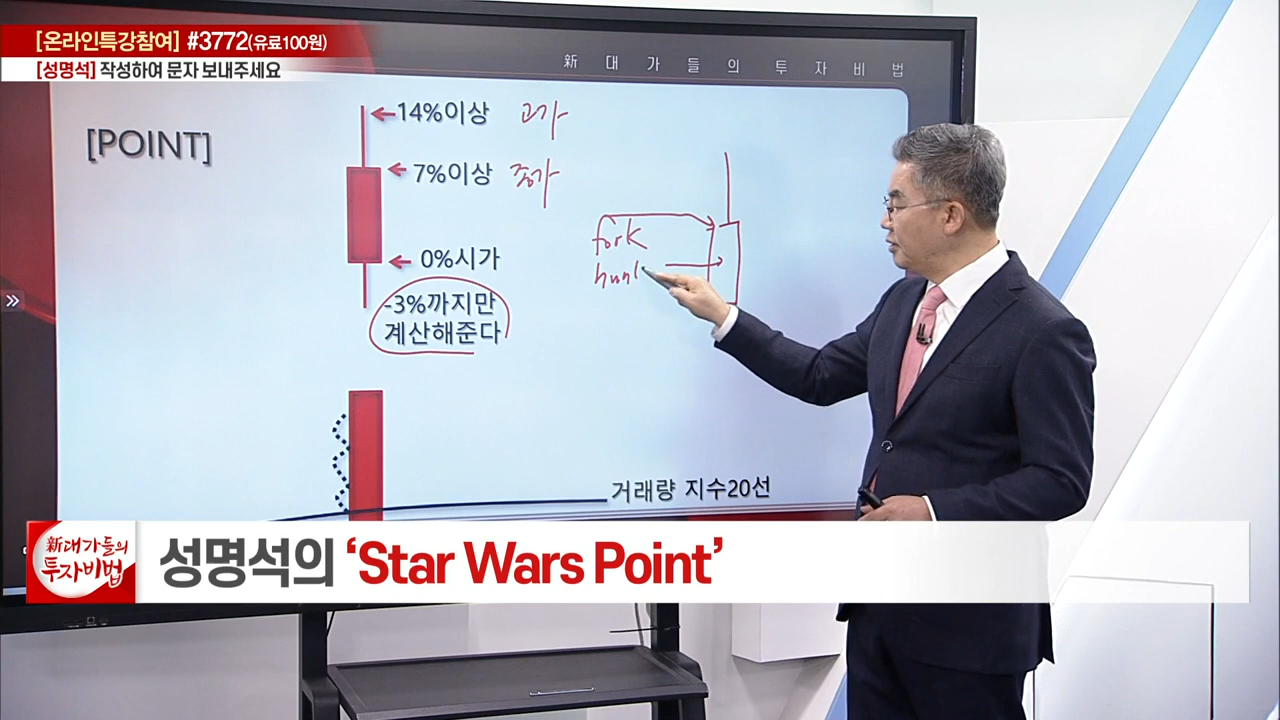 [온라인특강참여] #3772(유료100원)
[성명석] 작성하여 문자 보내주세요
新 대 가 들 의 투 자 비 법
[POINT]
14%이상 고가
7%이상 종가
fork
0%시가
-3%까지만
계산해준다
거래량 지수20선
新대가들의
투자비법
성명석의 ‘Star Wars Point’